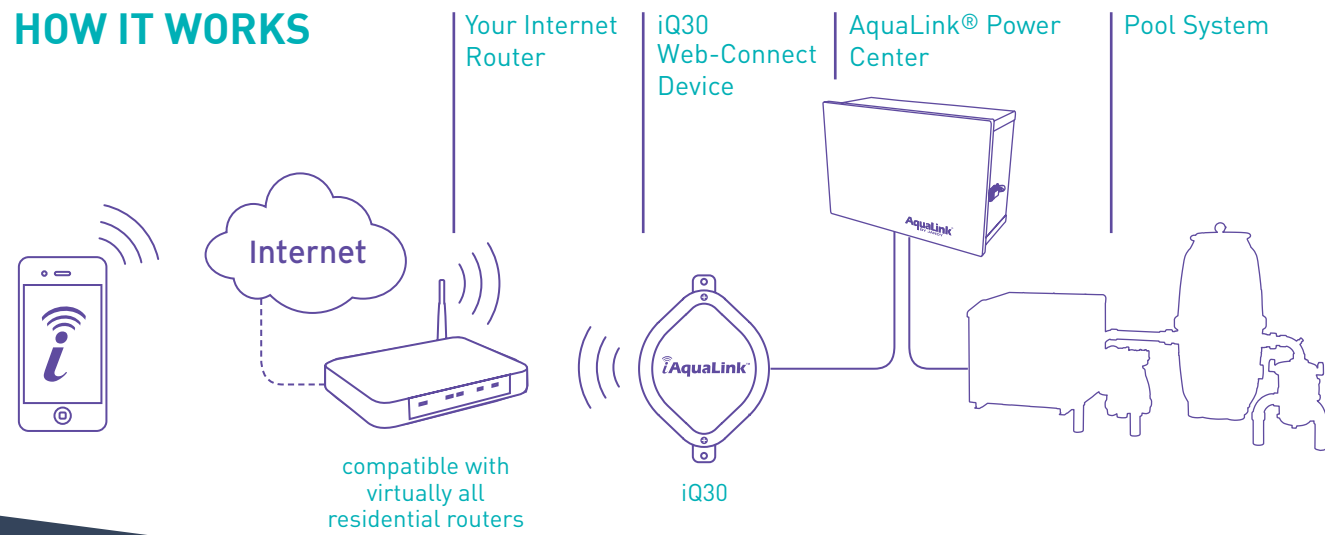 HOW IT WORKS
Your Internet
Router
iQ30
Web-Connect
Device
AquaLink® Power
Center
Pool System
Internet
AquaLink
iAquaLink™
compatible with
virtually all
residential routers
iQ30